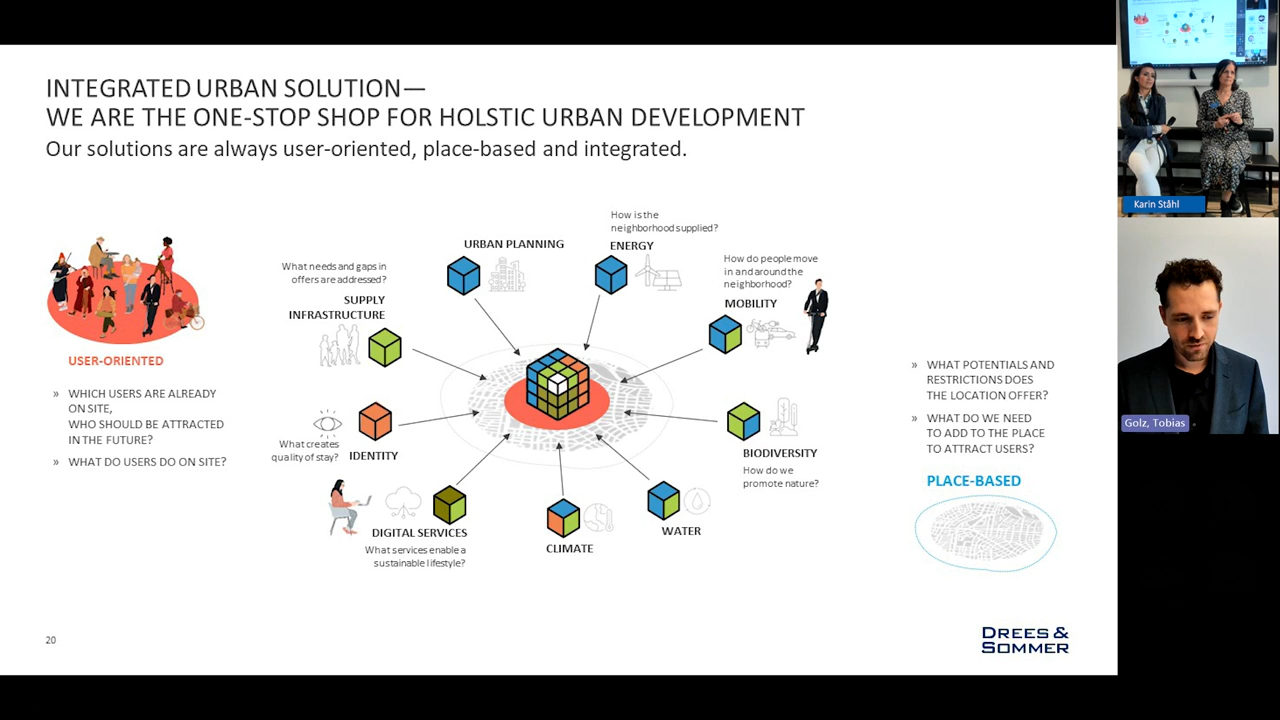 INTEGRATED URBAN SOLUTION—
WE ARE THE ONE-STOP SHOP FOR HOLSTIC URBAN DEVELOPMENT
Our solutions are always user-oriented, place-based and integrated.
USER-ORIENTED
» WHICH USERS ARE ALREADY
ON SITE,
WHO SHOULD BE ATTRACTED
IN THE FUTURE?
» WHAT DO USERS DO ON SITE?
What needs and gaps in
offers are addressed?
SUPPLY
INFRASTRUCTURE
URBAN PLANNING
How is the
neighborhood supplied?
ENERGY
How do people move
in and around the
neighborhood?
MOBILITY
What creates
quality of stay?
IDENTITY
BIODIVERSITY
How do we
promote nature?
DIGITAL SERVICES
What services enable a
sustainable lifestyle?
CLIMATE
WATER
» WHAT POTENTIALS AND
RESTRICTIONS DOES
THE LOCATION OFFER?
» WHAT DO WE NEED
TO ADD TO THE PLACE
TO ATTRACT USERS?
PLACE-BASED
20
DREES &
SOMMER
Karin Ståhl
Golz, Tobias